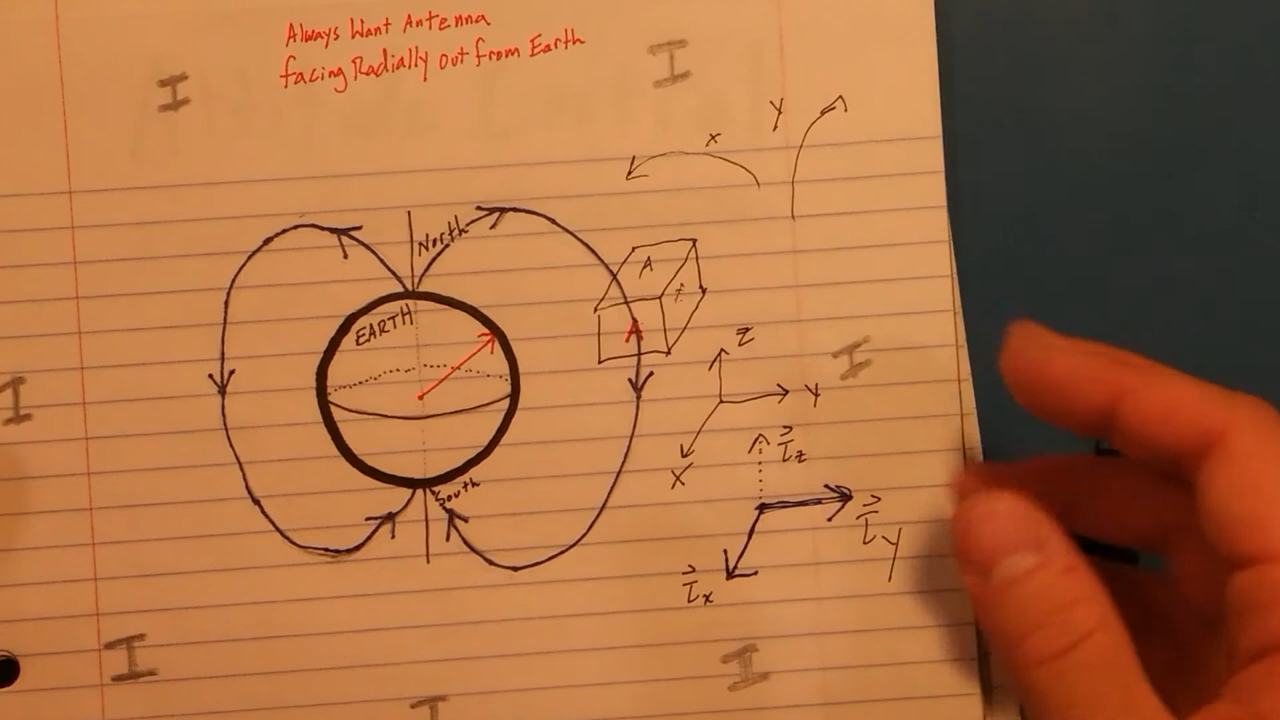 Always Want Antenna
facing Radially out from Earth
I
I
Y
X
North
A
EARTH
A
Z
I
I
Y
X
τ⃗z
τ⃗y
South
τ⃗x
I
I
I